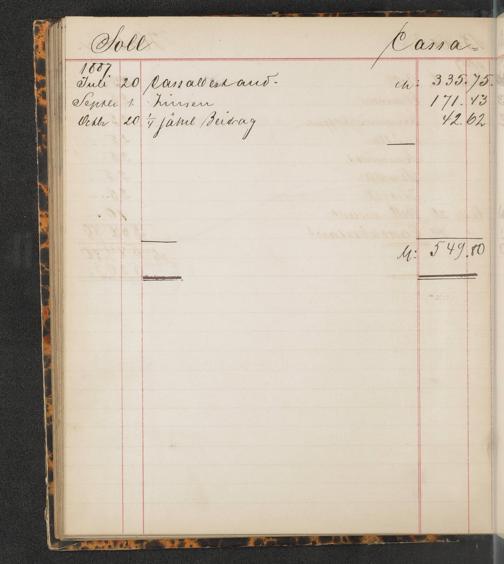 Soll Cassa
1887
Juli 20 Cassabestand. M: 335.75.
Septbr 1. Zinsen 171.43
Octbr 20 1/4 jährl Beitrag 42.62
M: 549.80